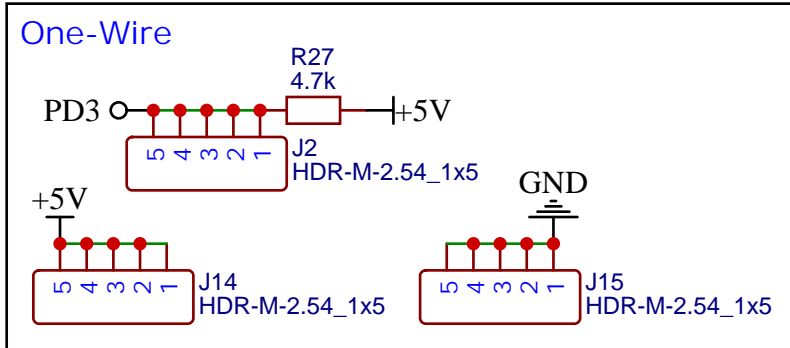 One-Wire
R27
4.7k
PD3
+5V
5 4 3 2 1
J2
HDR-M-2.54_1x5
+5V
GND
5 4 3 2 1
J14
HDR-M-2.54_1x5
5 4 3 2 1
J15
HDR-M-2.54_1x5